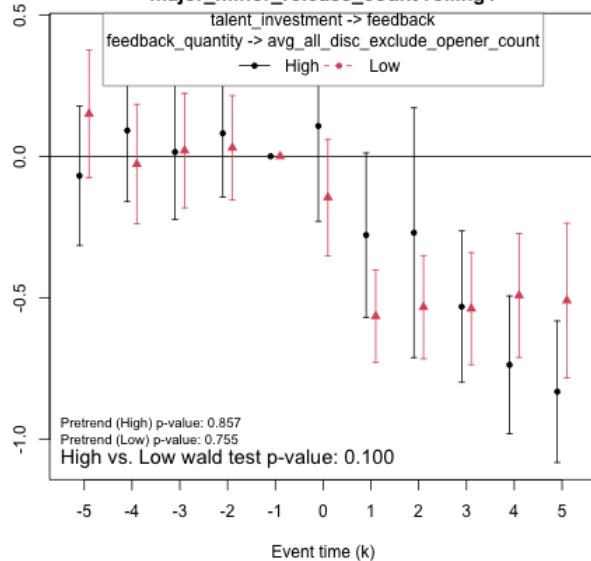 major_minor_release_count rolling1
talent_investment -> feedback
feedback_quantity -> avg_all_disc_exclude_opener_count
High Low
0.5
0.0
-0.5
-1.0
Pretrend (High) p-value: 0.857
Pretrend (Low) p-value: 0.755
High vs. Low wald test p-value: 0.100
-5 -4 -3 -2 -1 0 1 2 3 4 5
Event time (k)